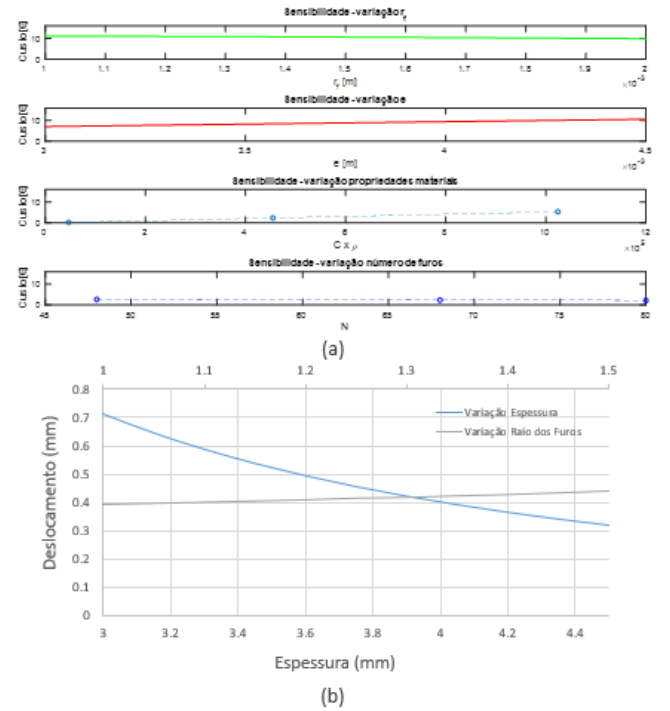 Sensibilidade - variação r_f
Custo [€]
10
0
1 1.1 1.2 1.3 1.4 1.5 1.6 1.7 1.8 1.9 2
r_f [m] ×10⁻³
Sensibilidade - variação e
Custo [€]
10
0
3 3.5 4 4.5
e [m] ×10⁻³
Sensibilidade - variação propriedades materiais
Custo [€]
10
0
0 2 4 6 8 10 12
C x ρ
Sensibilidade - variação número de furos
Custo [€]
10
0
45 50 55 60 65 70 75 80
N
(a)
1 1.1 1.2 1.3 1.4 1.5
0.8
0.7
0.6
0.5
0.4
0.3
0.2
0.1
0
Deslocamento (mm)
Variação Espessura
Variação Raio dos Furos
3 3.2 3.4 3.6 3.8 4 4.2 4.4
Espessura (mm)
(b)